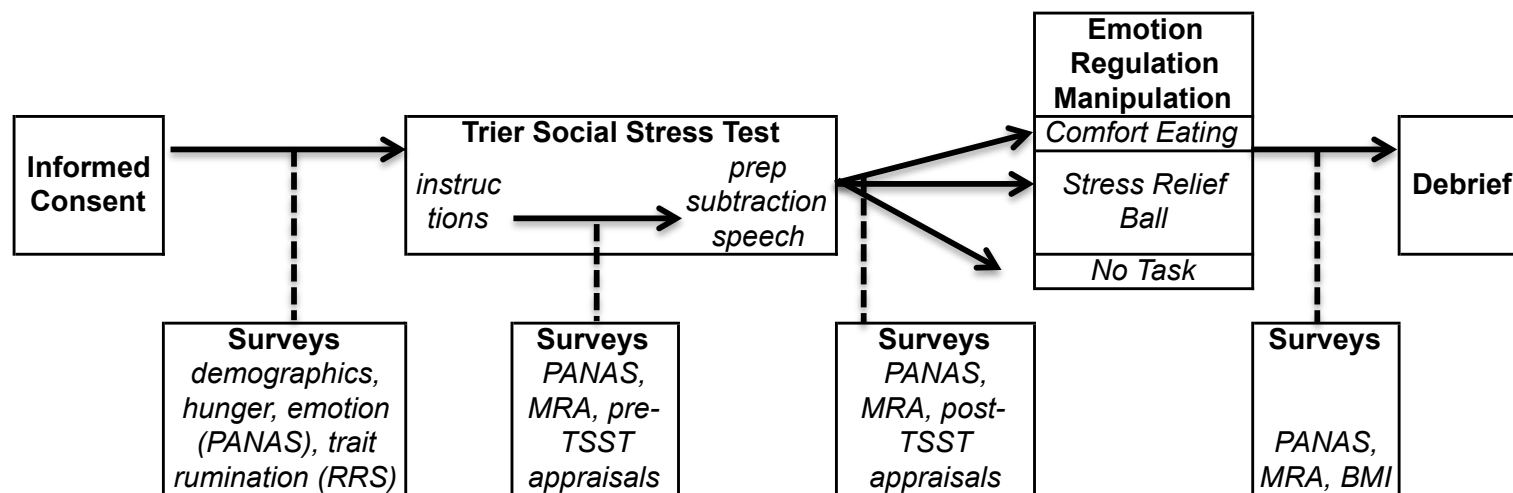 Informed
Consent
Trier Social Stress Test
instruc
tions
prep
subtraction
speech
Emotion
Regulation
Manipulation
Comfort Eating
Stress Relief
Ball
No Task
Debrief
Surveys
demographics,
hunger, emotion
(PANAS), trait
rumination (RRS)
Surveys
PANAS,
MRA, pre-
TSST
appraisals
Surveys
PANAS,
MRA, post-
TSST
appraisals
Surveys
PANAS,
MRA, BMI